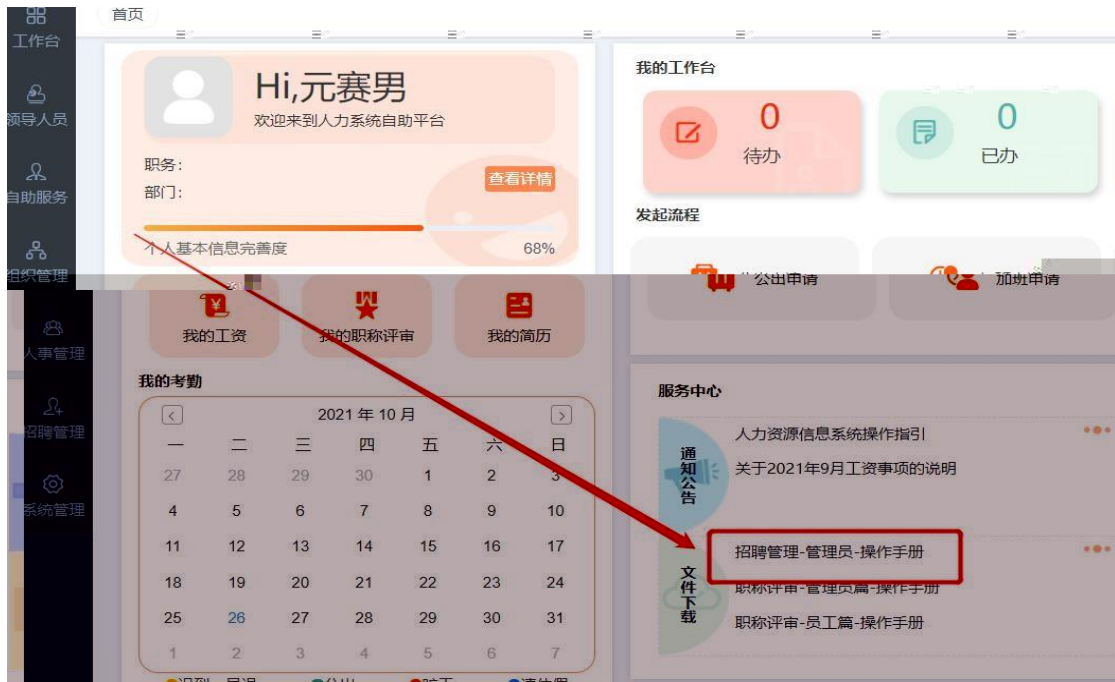 首页
工作台
领导人员
自助服务
组织管理
人事管理
招聘管理
系统管理
Hi,元赛男
欢迎来到人力系统自助平台
职务:
部门:
查看详情
个人基本信息完善度
68%
我的工资
我的职称评审
我的简历
我的考勤
2021 年 10 月
一 二 三 四 五 六 日
27 28 29 30 1 2 3
4 5 6 7 8 9 10
11 12 13 14 15 16 17
18 19 20 21 22 23 24
25 26 27 28 29 30 31
1 2 3 4 5 6 7
我的工作台
0
待办
0
已办
发起流程
公出申请
加班申请
服务中心
通知公告
人力资源信息系统操作指引
关于2021年9月工资事项的说明
文件下载
招聘管理-管理员-操作手册
职称评审-管理员篇-操作手册
职称评审-员工篇-操作手册